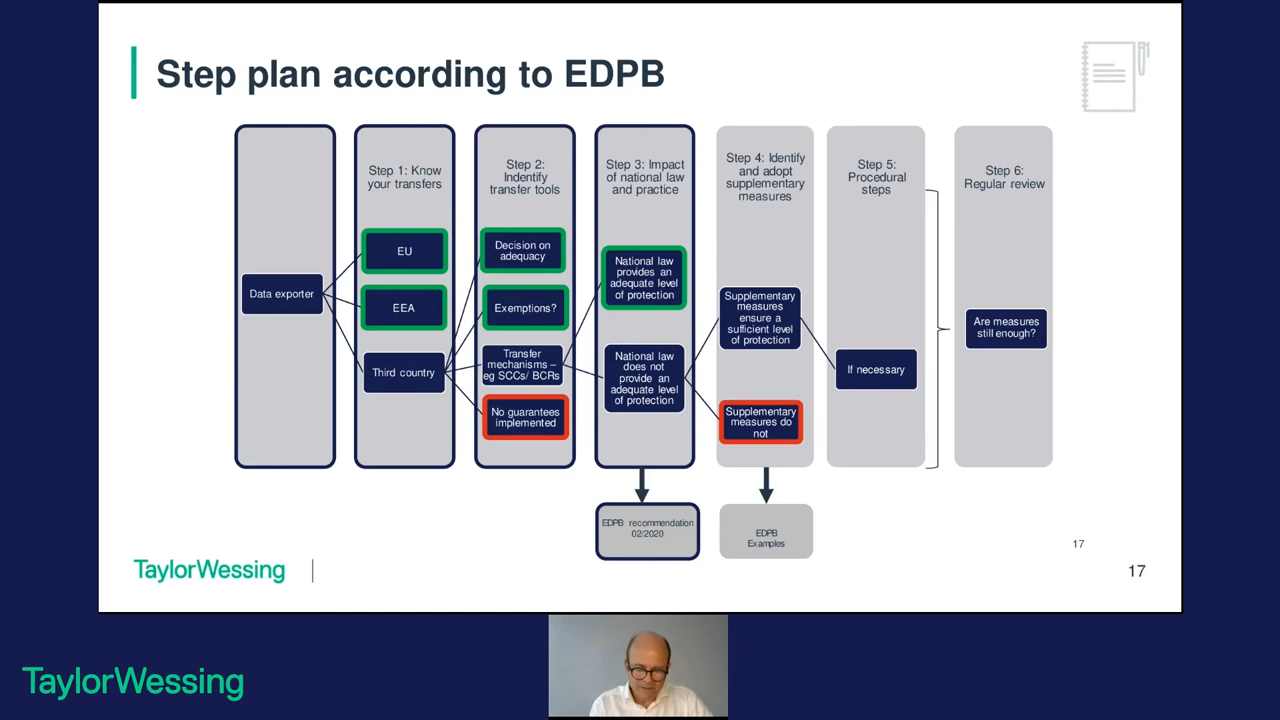 Step plan according to EDPB
Data exporter
Step 1: Know
your transfers
EU
EEA
Third country
Step 2:
Indentify
transfer tools
Decision on
adequacy
Exemptions?
Transfer
mechanisms –
eg SCCs/ BCRs
No guarantees
implemented
Step 3: Impact
of national law
and practice
National law
provides an
adequate level
of protection
National law
does not
provide an
adequate level
of protection
EDPB recommendation
02/2020
Step 4: Identify
and adopt
supplementary
measures
Supplementary
measures
ensure a
sufficient level
of protection
Supplementary
measures do
not
EDPB
Examples
Step 5:
Procedural
steps
If necessary
Step 6:
Regular review
Are measures
still enough?
17
TaylorWessing
17
TaylorWessing